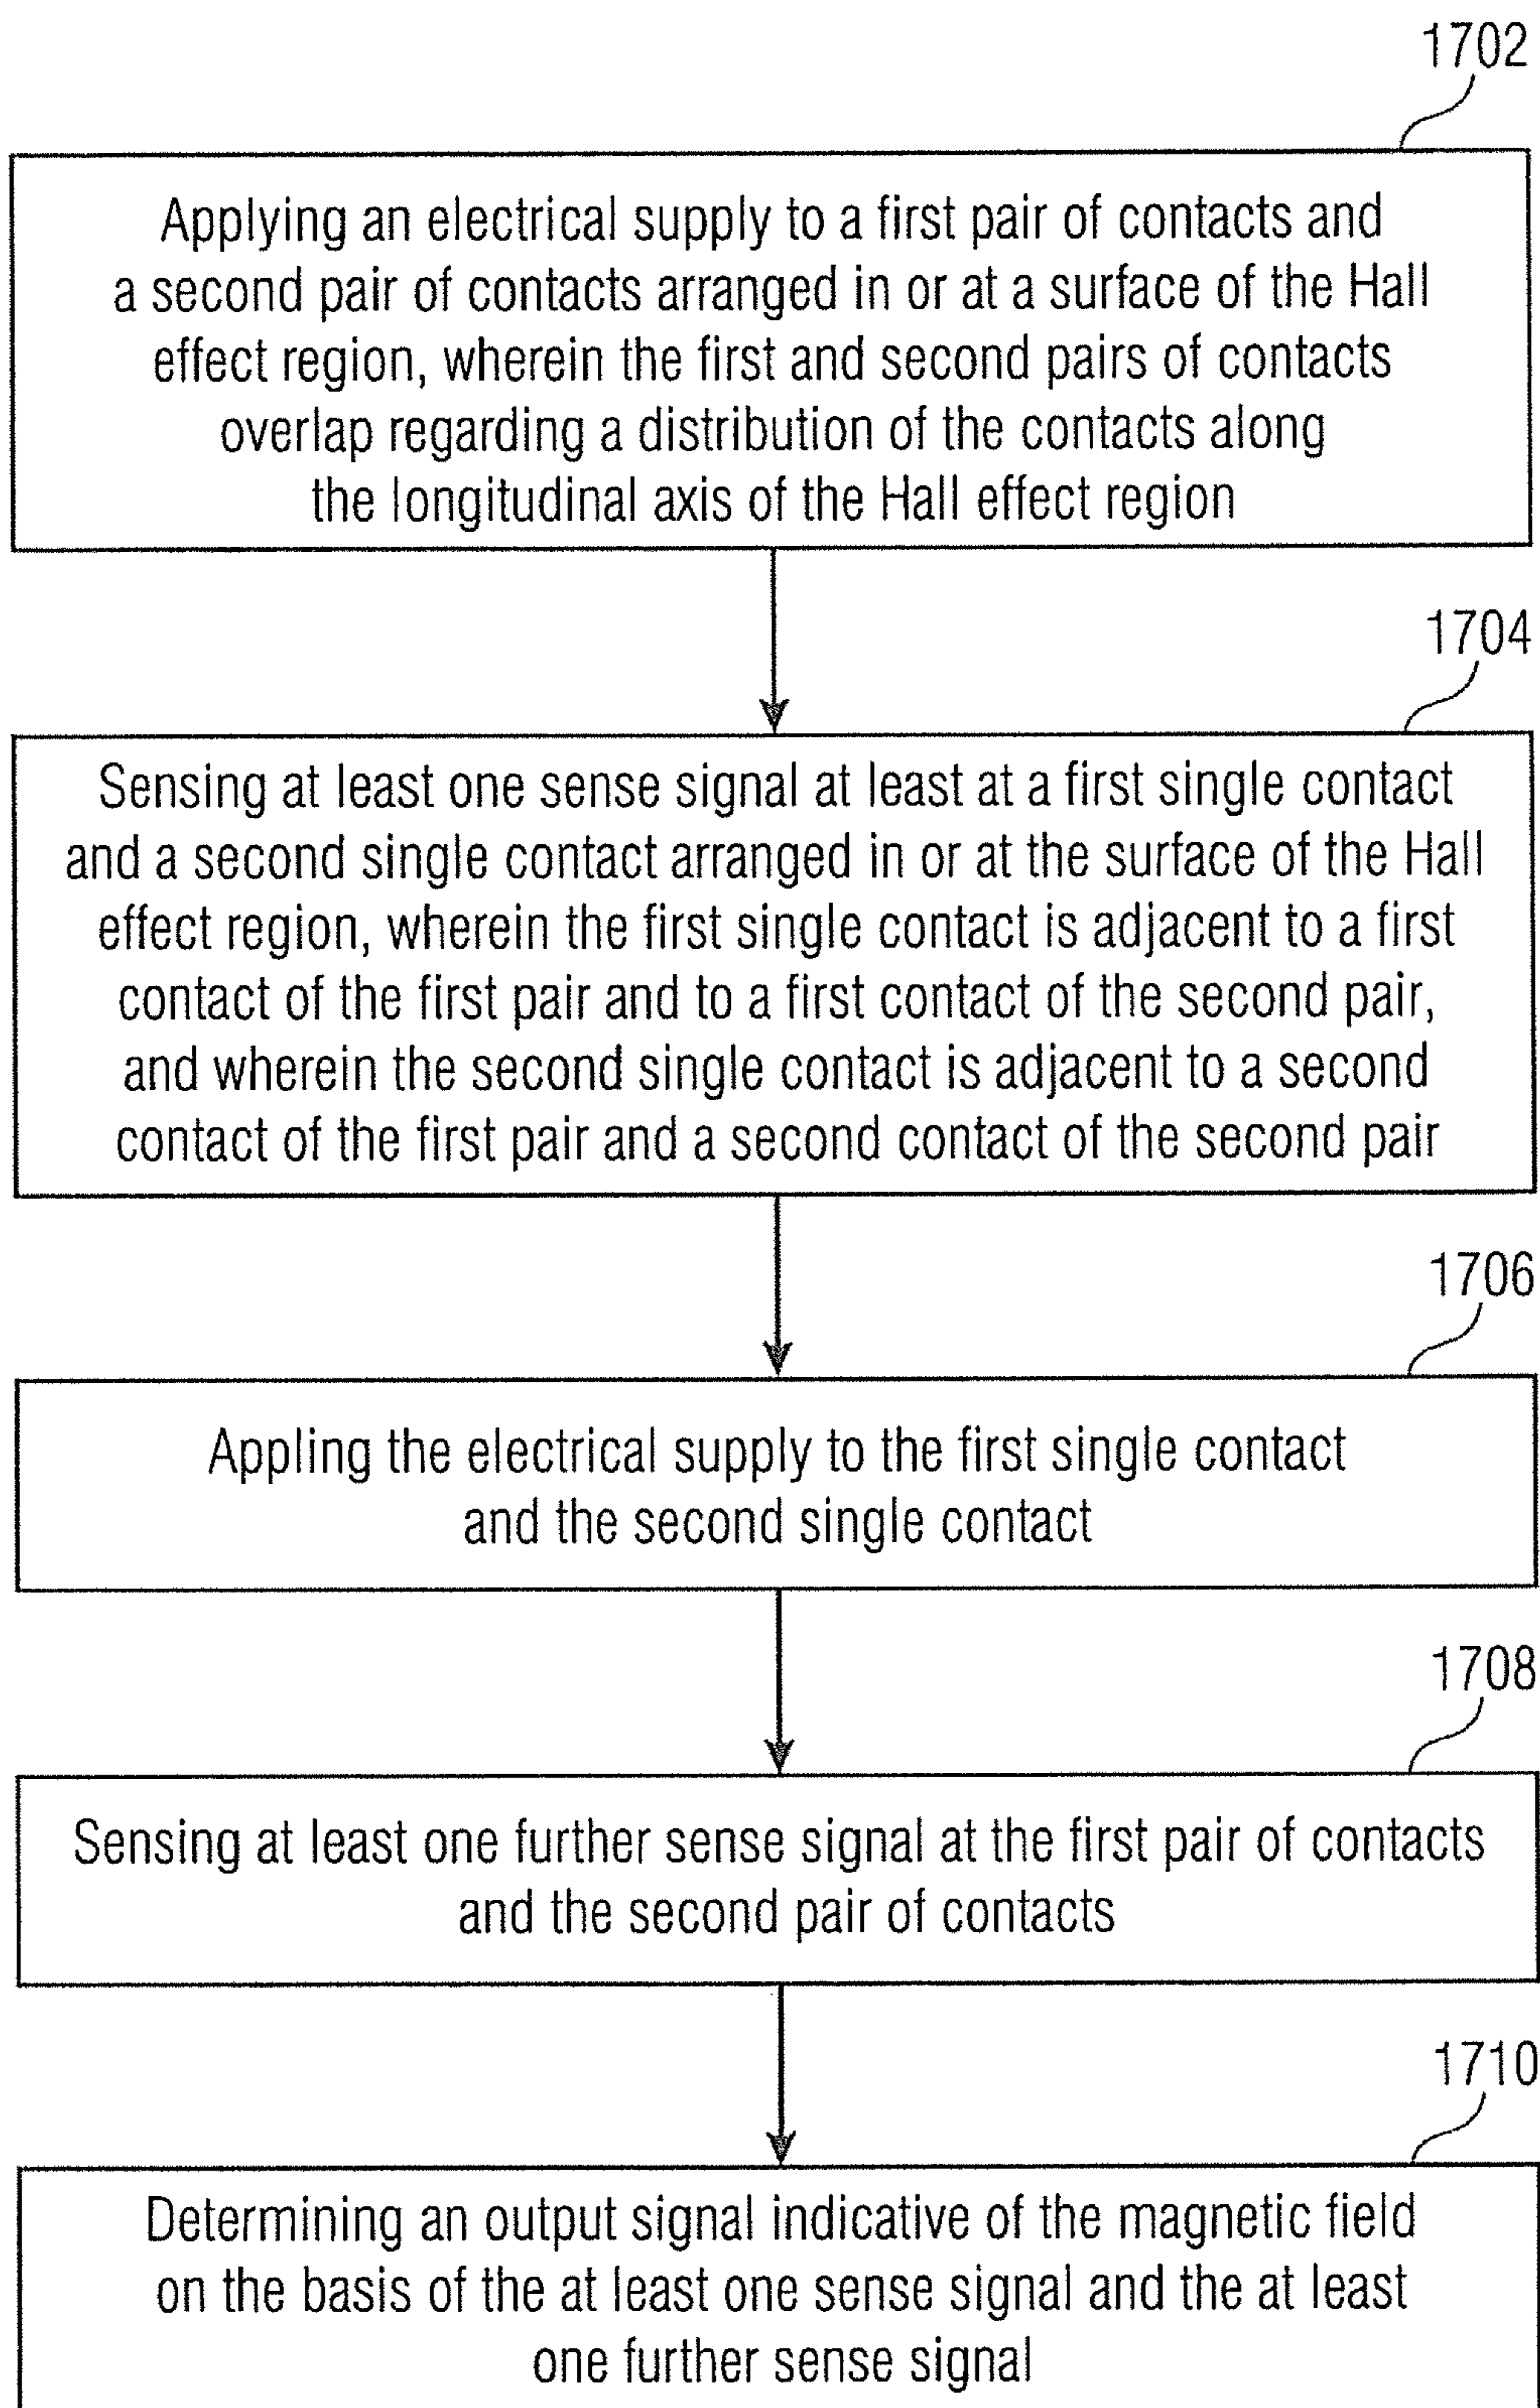 1702
Applying an electrical supply to a first pair of contacts and
a second pair of contacts arranged in or at a surface of the Hall
effect region, wherein the first and second pairs of contacts
overlap regarding a distribution of the contacts along
the longitudinal axis of the Hall effect region
1704
Sensing at least one sense signal at least at a first single contact
and a second single contact arranged in or at the surface of the Hall
effect region, wherein the first single contact is adjacent to a first
contact of the first pair and to a first contact of the second pair,
and wherein the second single contact is adjacent to a second
contact of the first pair and a second contact of the second pair
1706
Appling the electrical supply to the first single contact
and the second single contact
1708
Sensing at least one further sense signal at the first pair of contacts
and the second pair of contacts
1710
Determining an output signal indicative of the magnetic field
on the basis of the at least one sense signal and the at least
one further sense signal